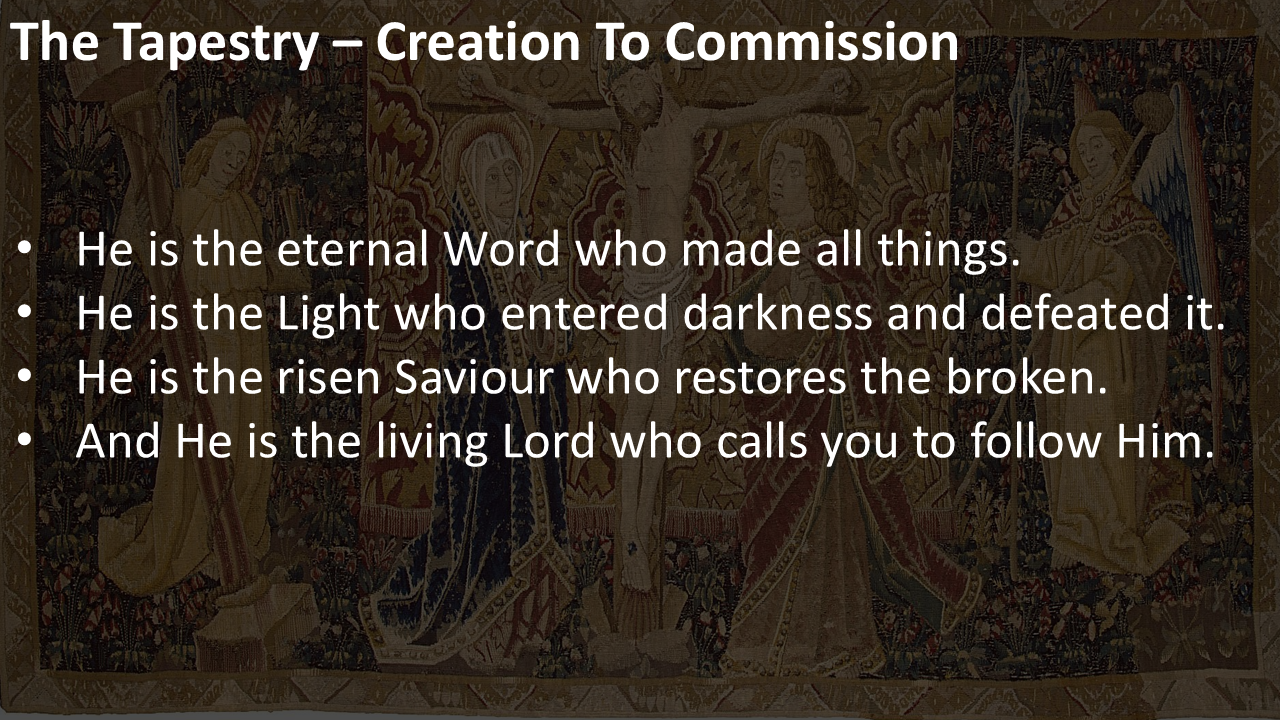 The Tapestry – Creation To Commission
• He is the eternal Word who made all things.
• He is the Light who entered darkness and defeated it.
• He is the risen Saviour who restores the broken.
• And He is the living Lord who calls you to follow Him.